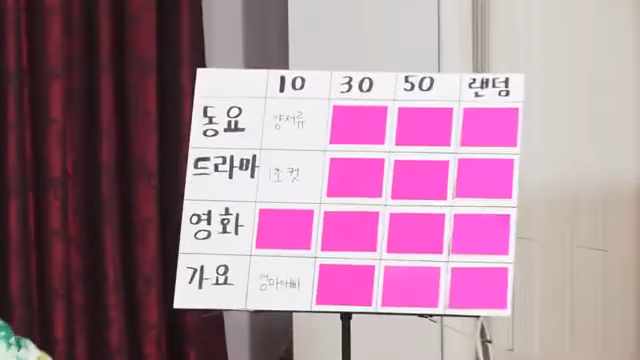 10 30 50 랜덤
동요 양서류
드라마 1초컷
영화
가요 엄마아빠